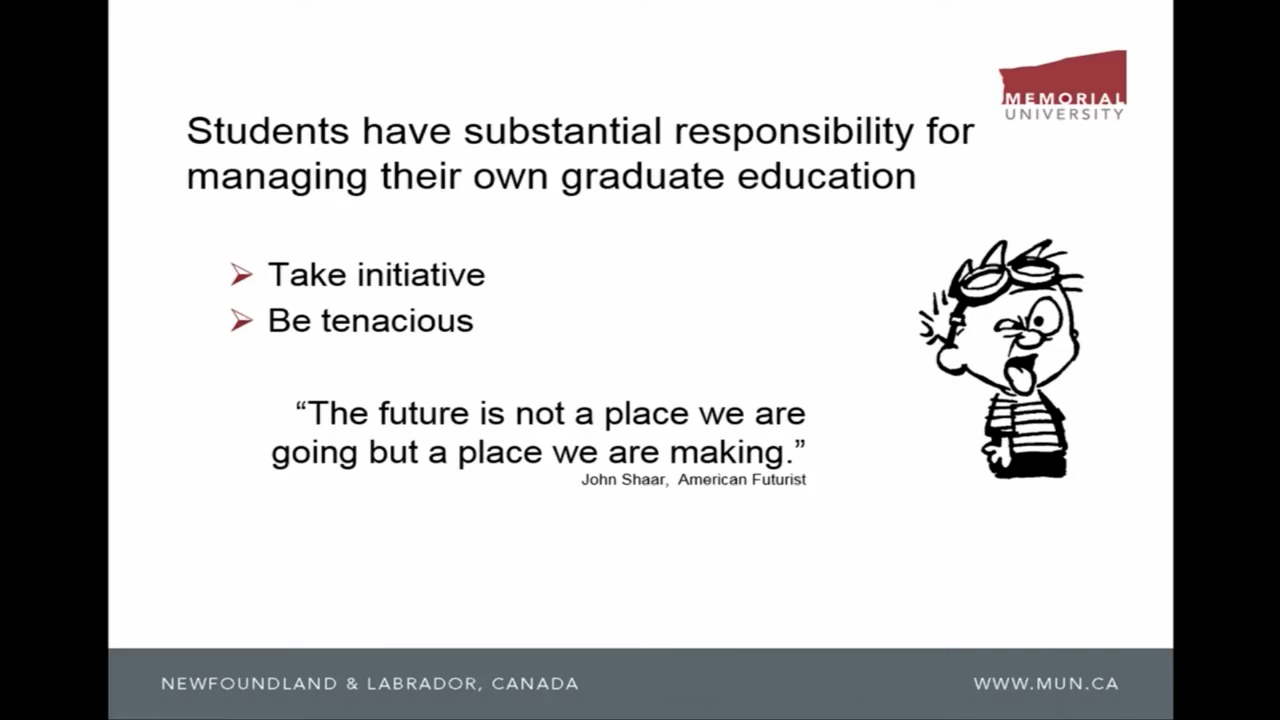 MEMORIAL
UNIVERSITY
Students have substantial responsibility for
managing their own graduate education
Take initiative
Be tenacious
“The future is not a place we are
going but a place we are making.”
John Shaar, American Futurist
NEWFOUNDLAND & LABRADOR, CANADA
WWW.MUN.CA